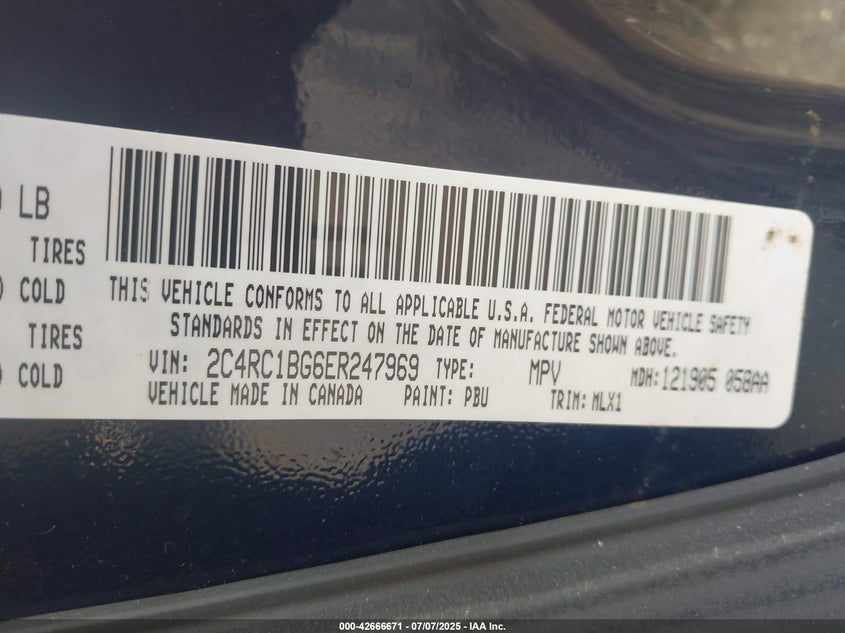 LB
TIRES
COLD
TIRES
COLD
THIS VEHICLE CONFORMS TO ALL APPLICABLE U.S.A. FEDERAL MOTOR VEHICLE SAFETY
STANDARDS IN EFFECT ON THE DATE OF MANUFACTURE SHOWN ABOVE.
VIN: 2C4RC1BG6ER247969 TYPE: MPV MDH: 121905 058AA
VEHICLE MADE IN CANADA PAINT: PBU TRIM: MLX1
000-42666671 / 07/07/2025 - IAA Inc.